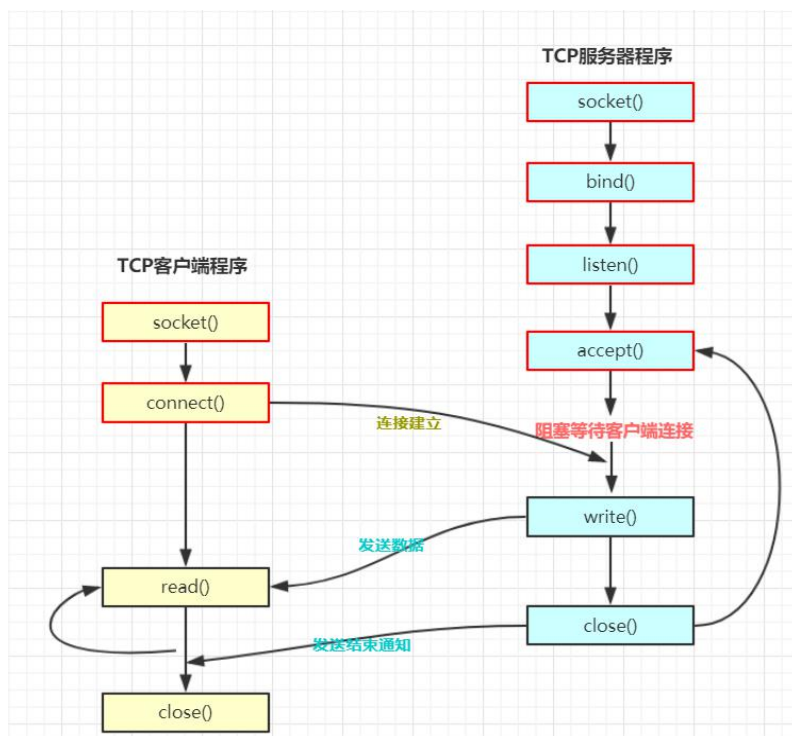 TCP服务器程序
socket()
bind()
listen()
TCP客户端程序
socket()
accept()
connect()
连接建立
阻塞等待客户端连接
write()
发送数据
read()
close()
发送结束通知
close()